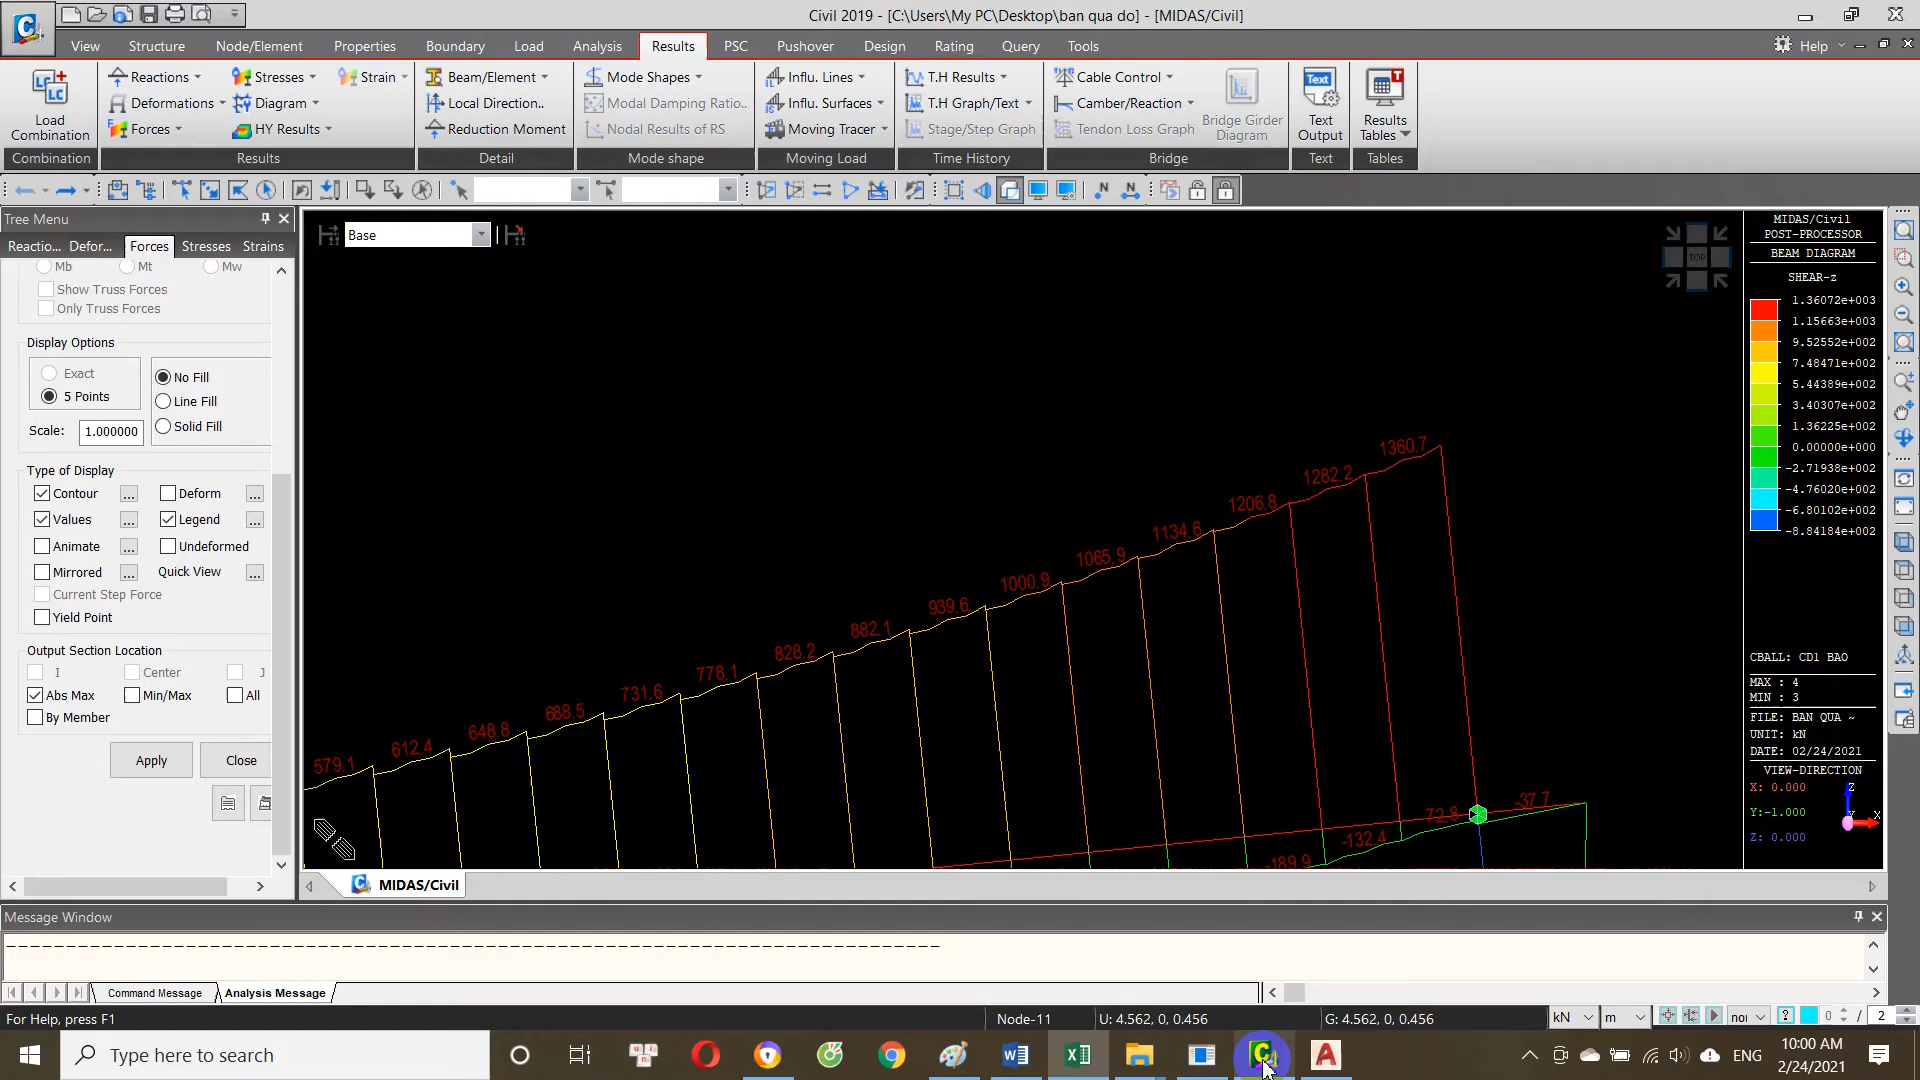 Civil 2019 - [C:\Users\My PC\Desktop\ban qua do] - [MIDAS/Civil]
View Structure Node/Element Properties Boundary Load Analysis Results PSC Pushover Design Rating Query Tools Help
Load Combination
Reactions
Deformations
Forces
Stresses
Diagram
HY Results
Strain
Beam/Element
Local Direction..
Reduction Moment
Mode Shapes
Modal Damping Ratio..
Nodal Results of RS
Influ. Lines
Influ. Surfaces
Moving Tracer
T.H Results
T.H Graph/Text
Stage/Step Graph
Cable Control
Camber/Reaction
Tendon Loss Graph
Bridge Girder Diagram
Text Output
Results Tables
Combination Results Detail Mode shape Moving Load Time History Bridge Text Tables
Tree Menu
Reactio... Defor... Forces Stresses Strains
Mb Mt Mw
Show Truss Forces
Only Truss Forces
Display Options
Exact
5 Points
No Fill
Line Fill
Solid Fill
Scale: 1.000000
Type of Display
Contour ... Deform ...
Values ... Legend ...
Animate ... Undeformed
Mirrored ... Quick View ...
Current Step Force
Yield Point
Output Section Location
I Center J
Abs Max Min/Max All
By Member
Apply Close
Base
TOP
1360.7
1282.2
1206.8
1134.6
1065.9
1000.9
939.6
882.1
828.2
778.1
731.6
688.5
648.8
612.4
579.1
-37.7
72.8
-132.4
-189.9
MIDAS/Civil
POST-PROCESSOR
BEAM DIAGRAM
SHEAR-z
1.36072e+003
1.15663e+003
9.52552e+002
7.48471e+002
5.44389e+002
3.40307e+002
1.36225e+002
0.00000e+000
-2.71938e+002
-4.76020e+002
-6.80102e+002
-8.84184e+002
CBALL: CD1 BAO
MAX : 4
MIN : 3
FILE: BAN QUA ~
UNIT: kN
DATE: 02/24/2021
VIEW-DIRECTION
X: 0.000
Y:-1.000
Z: 0.000
Z
X
MIDAS/Civil
Message Window
Command Message Analysis Message
For Help, press F1 Node-11 U: 4.562, 0, 0.456 G: 4.562, 0, 0.456 kN m nor 0 / 2
Type here to search
ENG
10:00 AM
2/24/2021